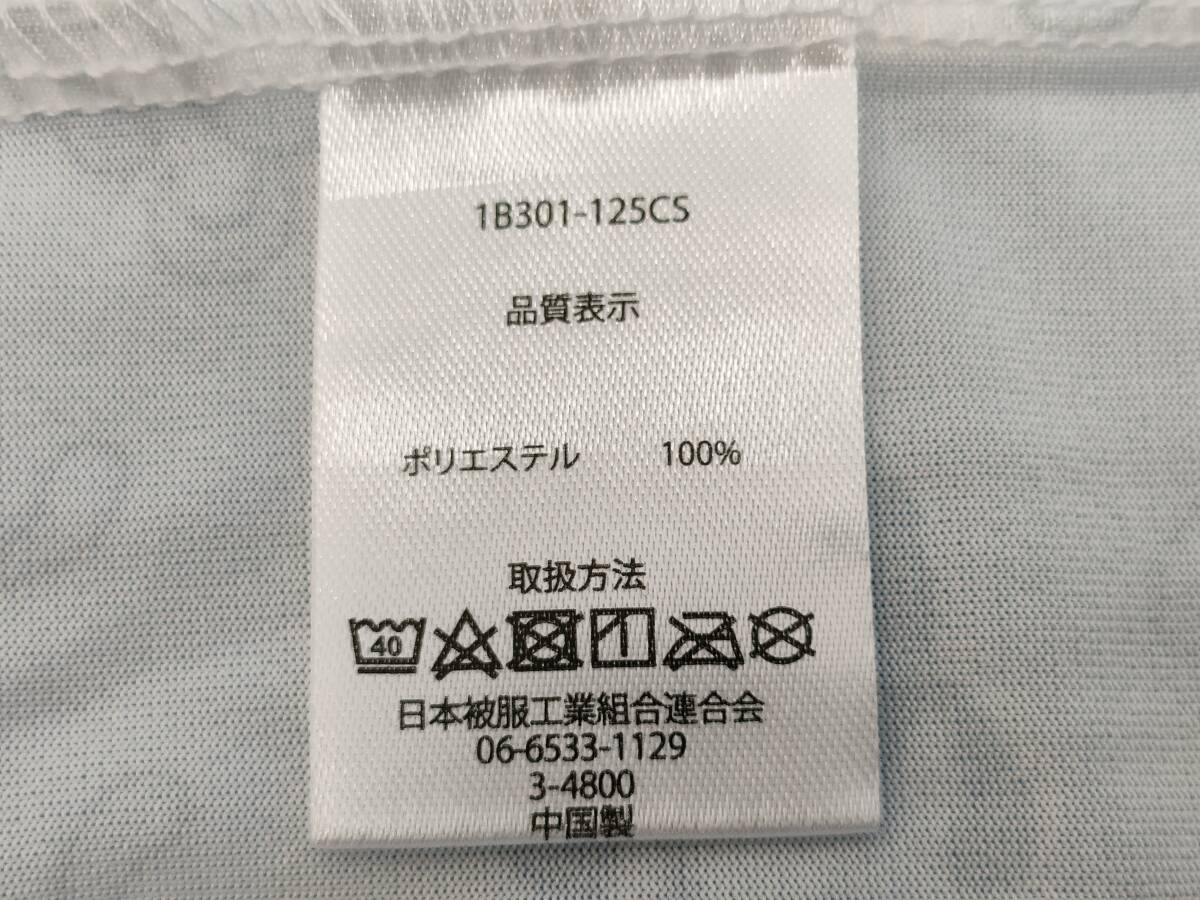 1B301-125CS
品質表示
ポリエステル 100%
取扱方法
40
日本被服工業組合連合会
06-6533-1129
3-4800
中国製